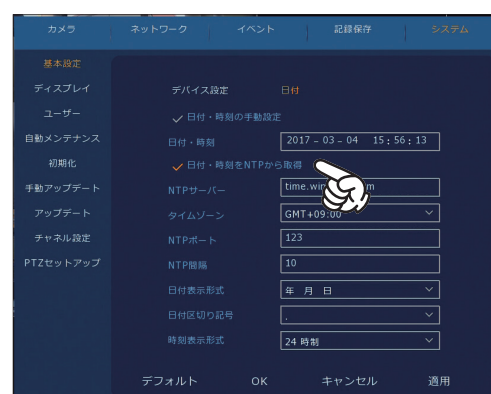 カメラ ネットワーク イベント 記録保存 システム
基本設定
ディスプレイ
ユーザー
自動メンテナンス
初期化
手動アップデート
アップデート
チャネル設定
PTZセットアップ
デバイス設定 日付
日付・時刻の手動設定
日付・時刻 2017 - 03 - 04 15 : 56 : 13
日付・時刻をNTPから取得
NTPサーバー
タイムゾーン GMT+09:00
NTPポート 123
NTP間隔 10
日付表示形式 年 月 日
日付区切り記号 .
時刻表示形式 24 時制
デフォルト OK キャンセル 適用